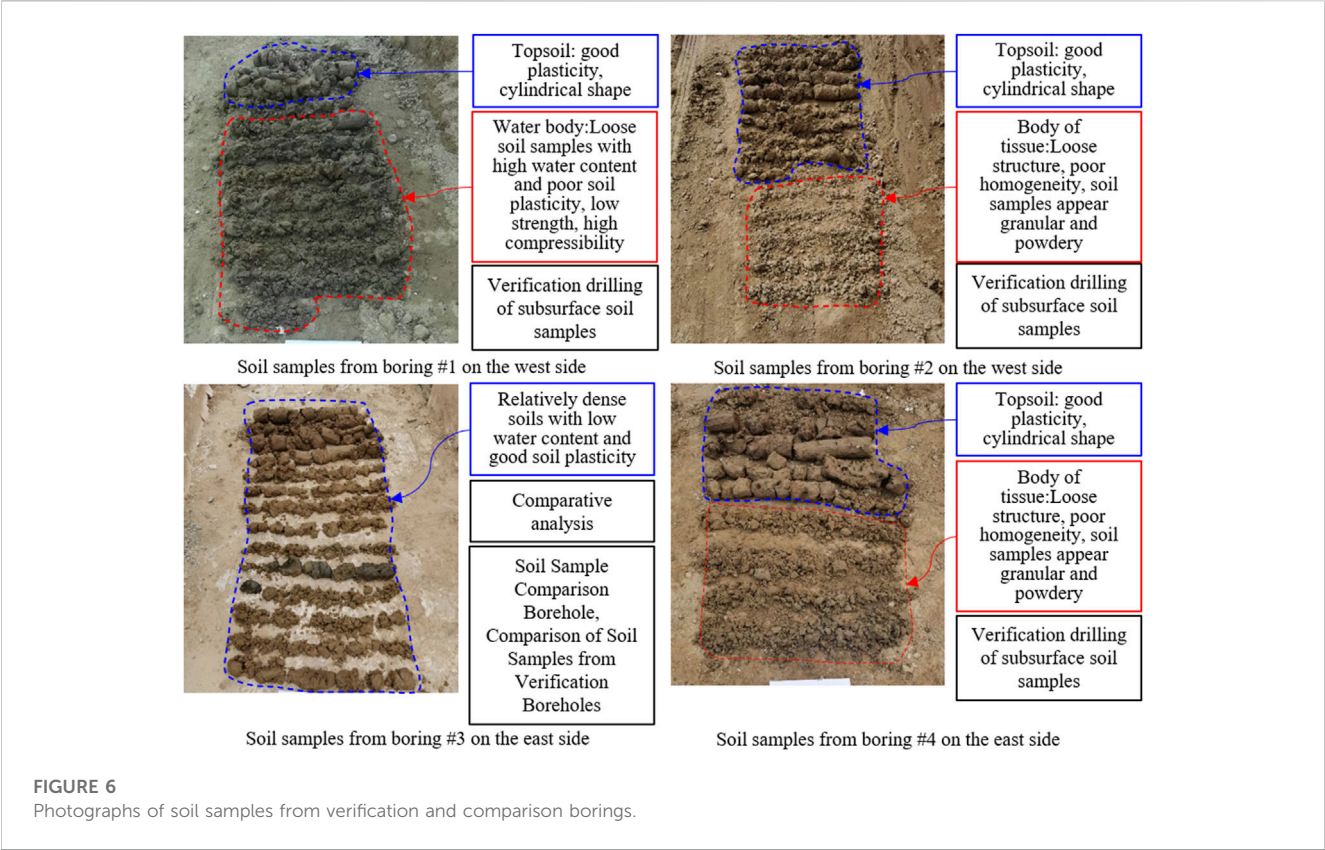 Topsoil: good
plasticity,
cylindrical shape
Water body:Loose
soil samples with
high water content
and poor soil
plasticity, low
strength, high
compressibility
Verification drilling
of subsurface soil
samples
Soil samples from boring #1 on the west side
Topsoil: good
plasticity,
cylindrical shape
Body of
tissue:Loose
structure, poor
homogeneity, soil
samples appear
granular and
powdery
Verification drilling
of subsurface soil
samples
Soil samples from boring #2 on the west side
Relatively dense
soils with low
water content and
good soil plasticity
Comparative
analysis
Soil Sample
Comparison
Borehole,
Comparison of Soil
Samples from
Verification
Boreholes
Soil samples from boring #3 on the east side
Topsoil: good
plasticity,
cylindrical shape
Body of
tissue:Loose
structure, poor
homogeneity, soil
samples appear
granular and
powdery
Verification drilling
of subsurface soil
samples
Soil samples from boring #4 on the east side
FIGURE 6
Photographs of soil samples from verification and comparison borings.